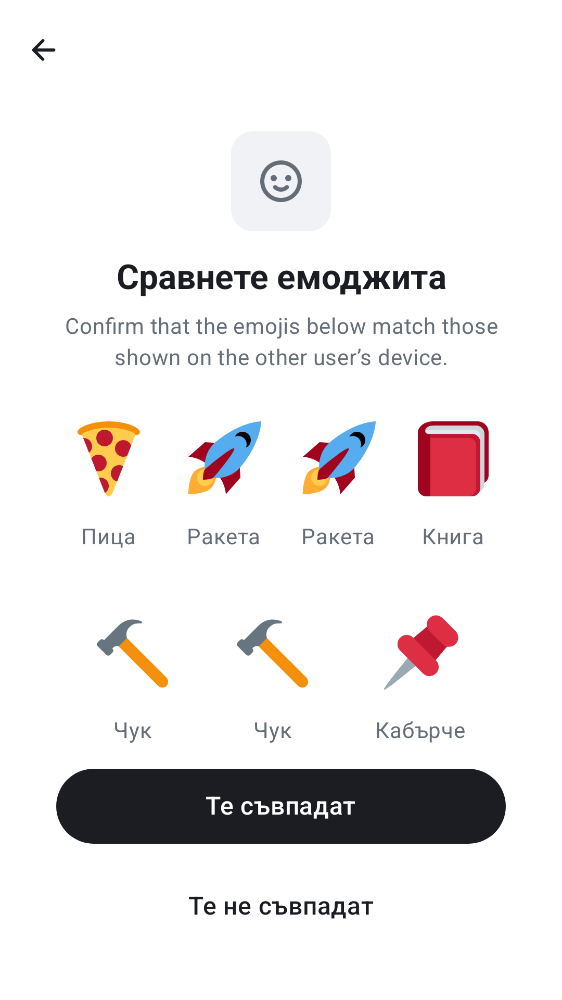 Сравнете емоджита
Confirm that the emojis below match those
shown on the other user’s device.
Пица Ракета Ракета Книга
Чук Чук Кабърче
Те съвпадат
Те не съвпадат